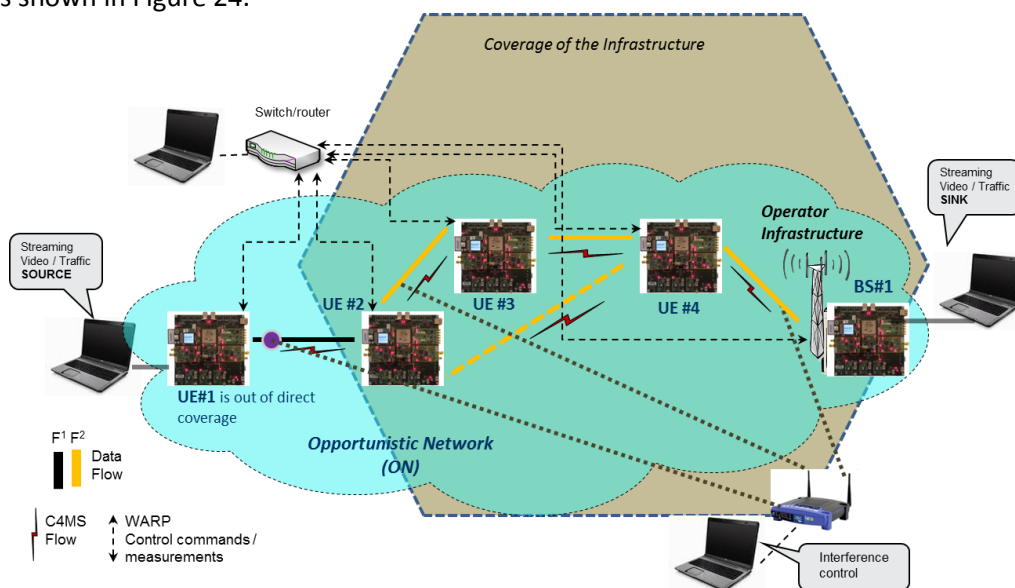 s shown in Figure 24.
Coverage of the Infrastructure
Switch/router
Streaming
Video / Traffic
SINK
Operator
Infrastructure
Streaming
Video / Traffic
SOURCE
UE #2
UE #3
UE #4
BS#1
UE#1 is out of direct
coverage
Opportunistic Network
(ON)
F1 F2
Data
Flow
C4MS
Flow
WARP
Control commands /
measurements
Interference
control